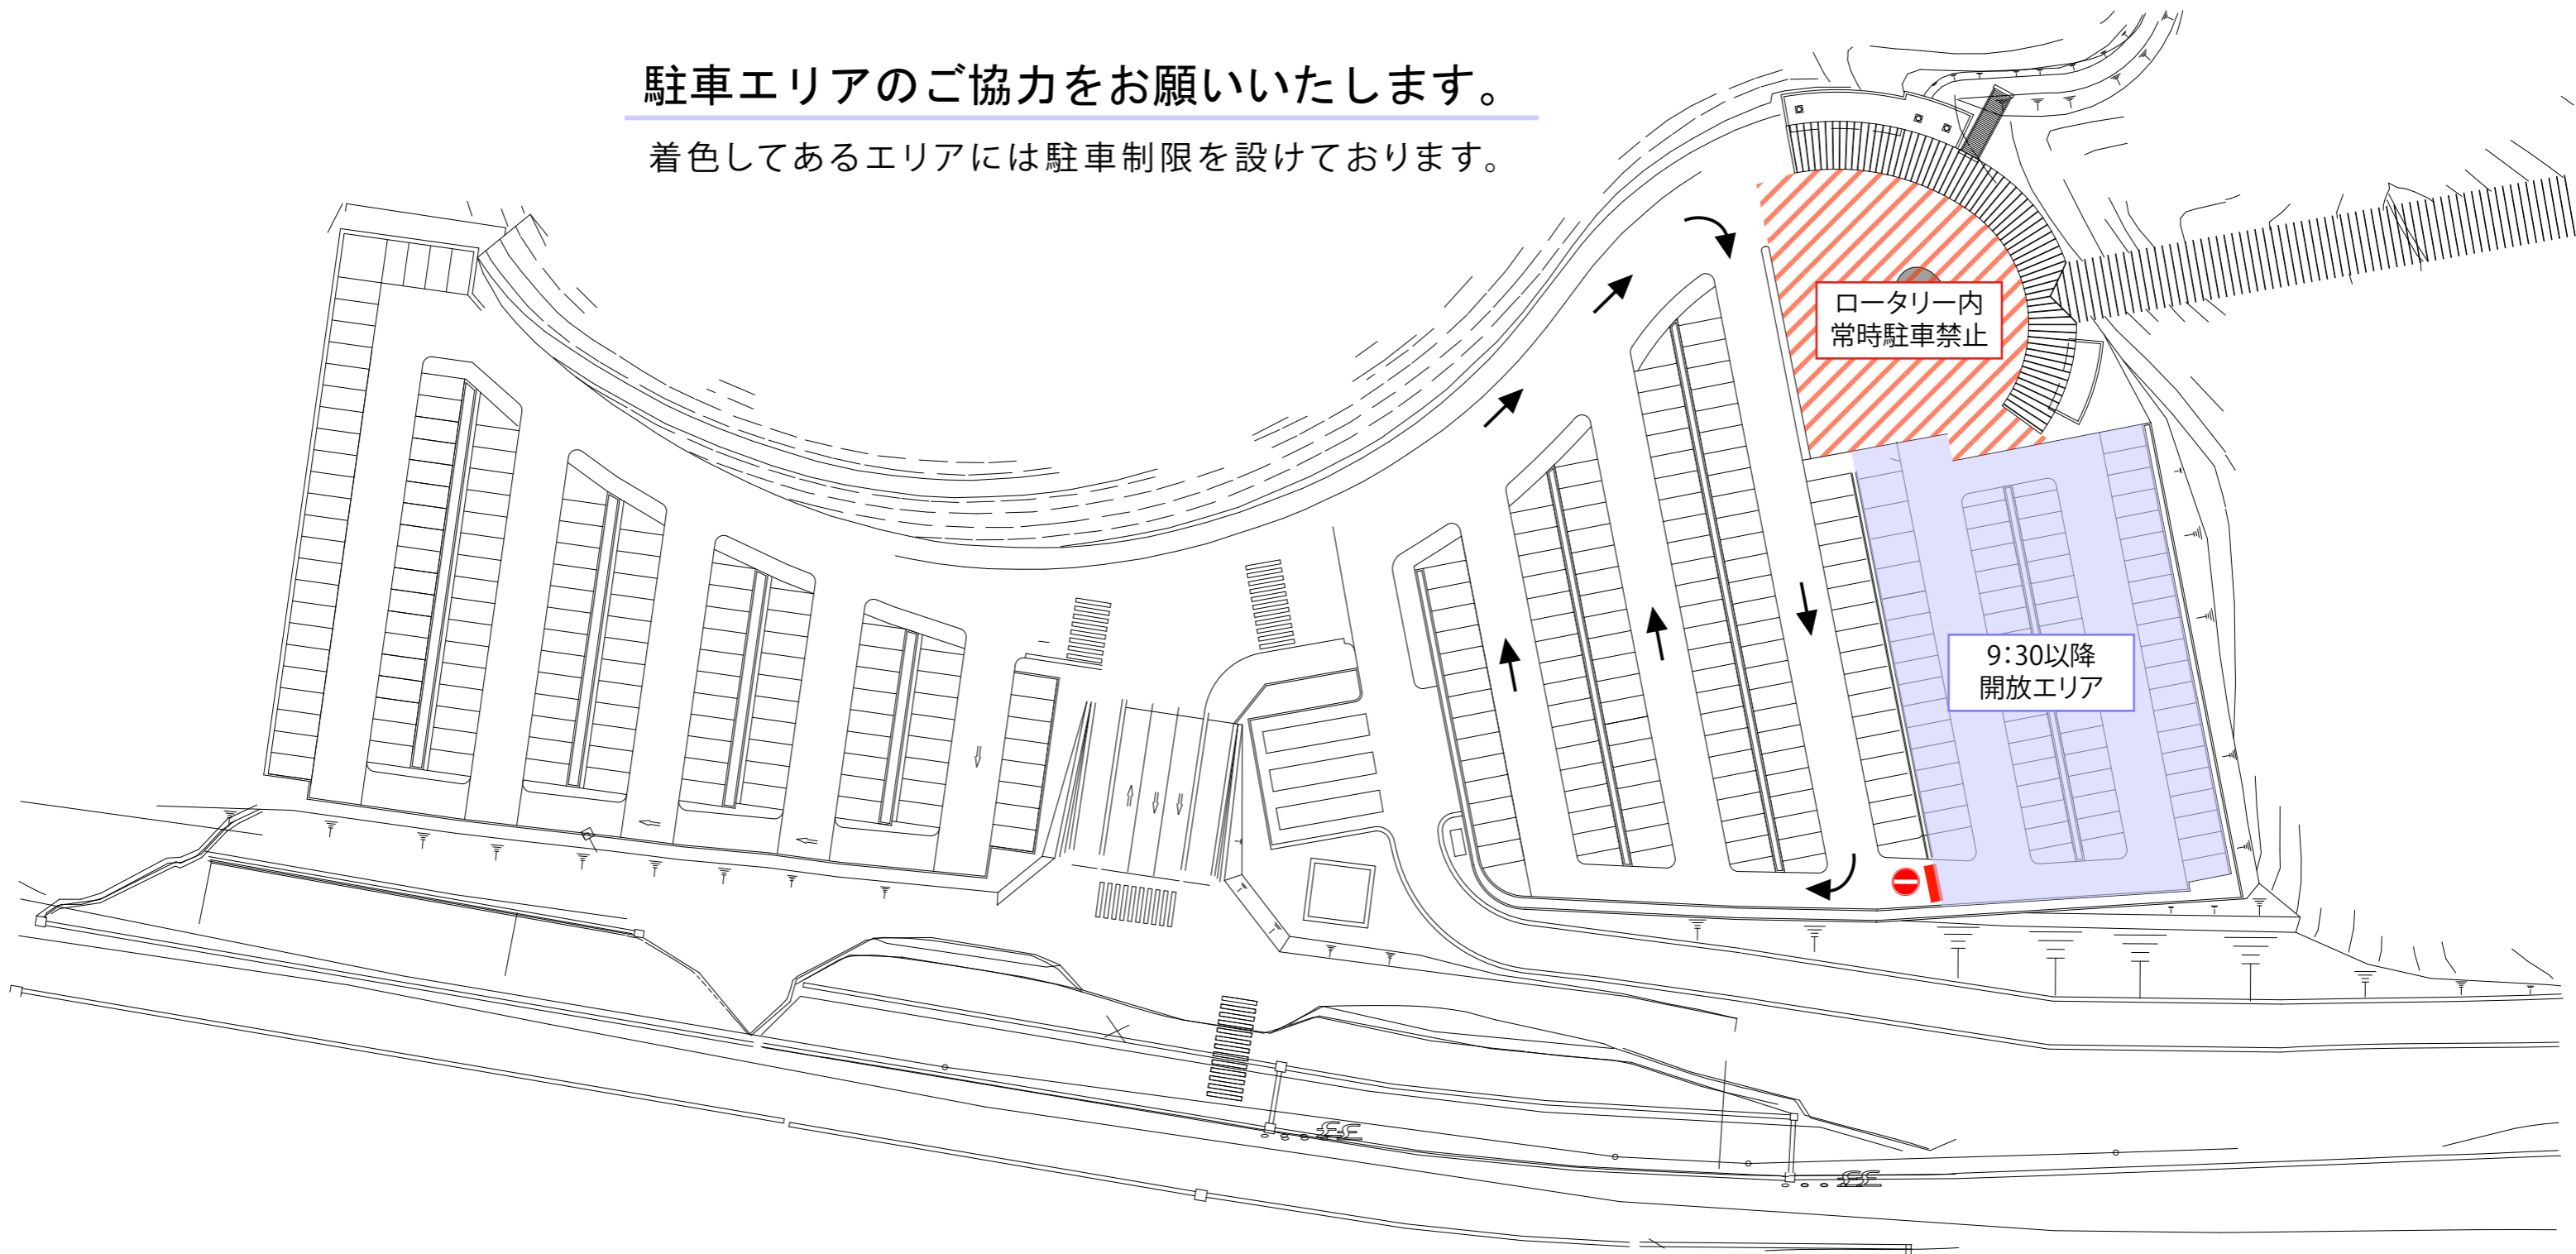 駐車エリアのご協力をお願いいたします。
着色してあるエリアには駐車制限を設けております。
ロータリー内
常時駐車禁止
9:30以降
開放エリア